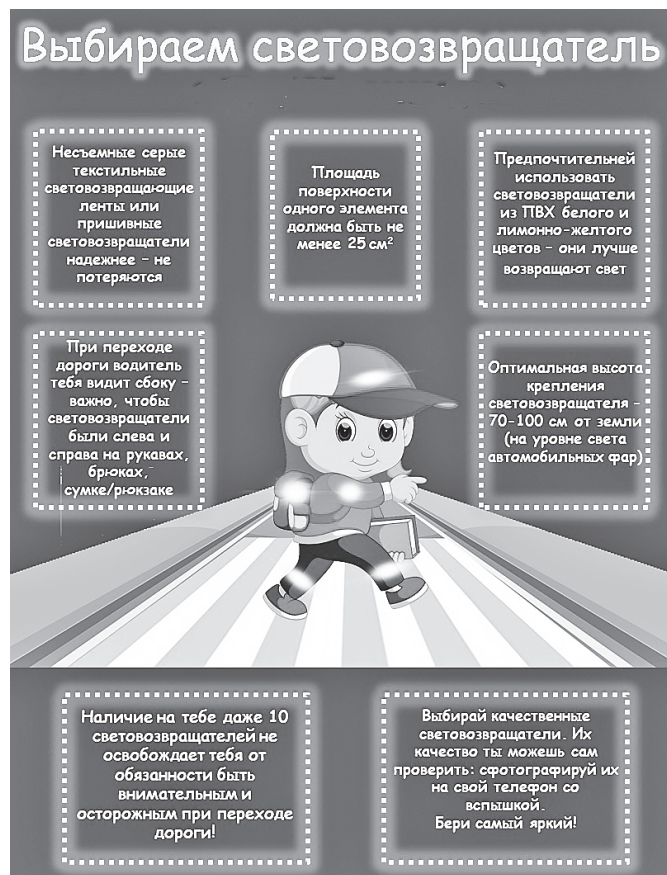 Выбираем световозвращатель
Несъемные серые
текстильные
световозвращающие
ленты или
пришивные
световозвращатели
надежнее – не
потеряются
Площадь
поверхности
одного элемента
должна быть не
менее 25 см²
Предпочтительней
использовать
световозвращатели
из ПВХ белого и
лимонно-желтого
цветов – они лучше
возвращают свет
При переходе
дороги водитель
тебя видит сбоку –
важно, чтобы
световозвращатели
были слева и
справа на рукавах,
брюках,
сумке/рюкзаке
Оптимальная высота
крепления
световозвращателя –
70-100 см от земли
(на уровне света
автомобильных фар)
Наличие на тебе даже 10
световозвращателей не
освобождает тебя от
обязанности быть
внимательным и
осторожным при переходе
дороги!
Выбирай качественные
световозвращатели. Их
качество ты можешь сам
проверить: сфотографируй их
на свой телефон со
вспышкой.
Бери самый яркий!